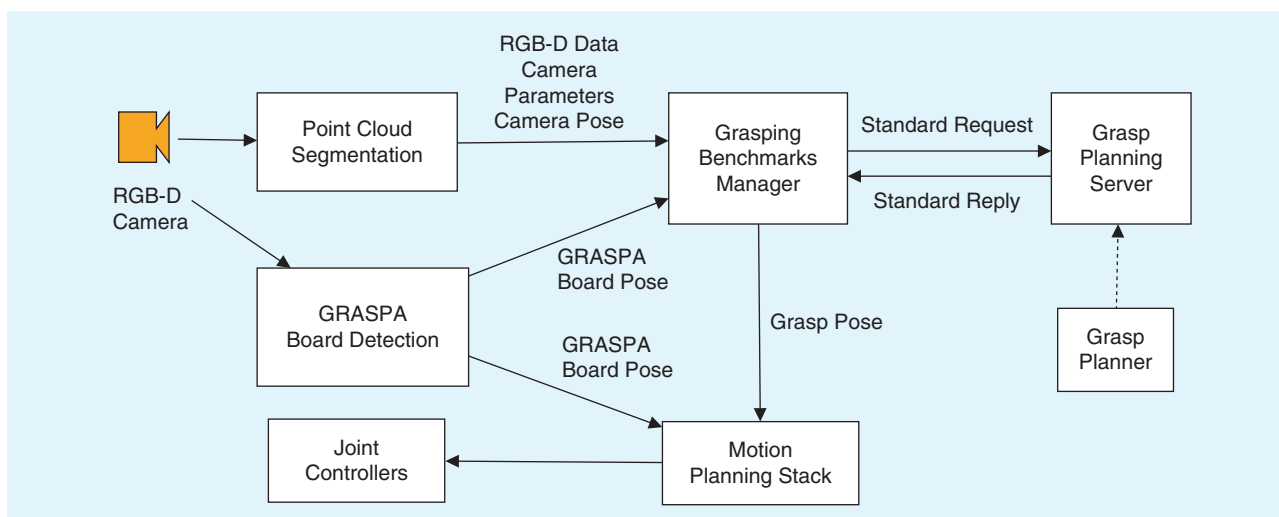 RGB-D Data
Camera
Parameters
Camera Pose
Point Cloud
Segmentation
Grasping
Benchmarks
Manager
Standard Request
Standard Reply
Grasp
Planning
Server
RGB-D
Camera
GRASPA
Board Pose
GRASPA
Board Detection
Grasp Pose
Grasp
Planner
GRASPA
Board Pose
Joint
Controllers
Motion
Planning Stack